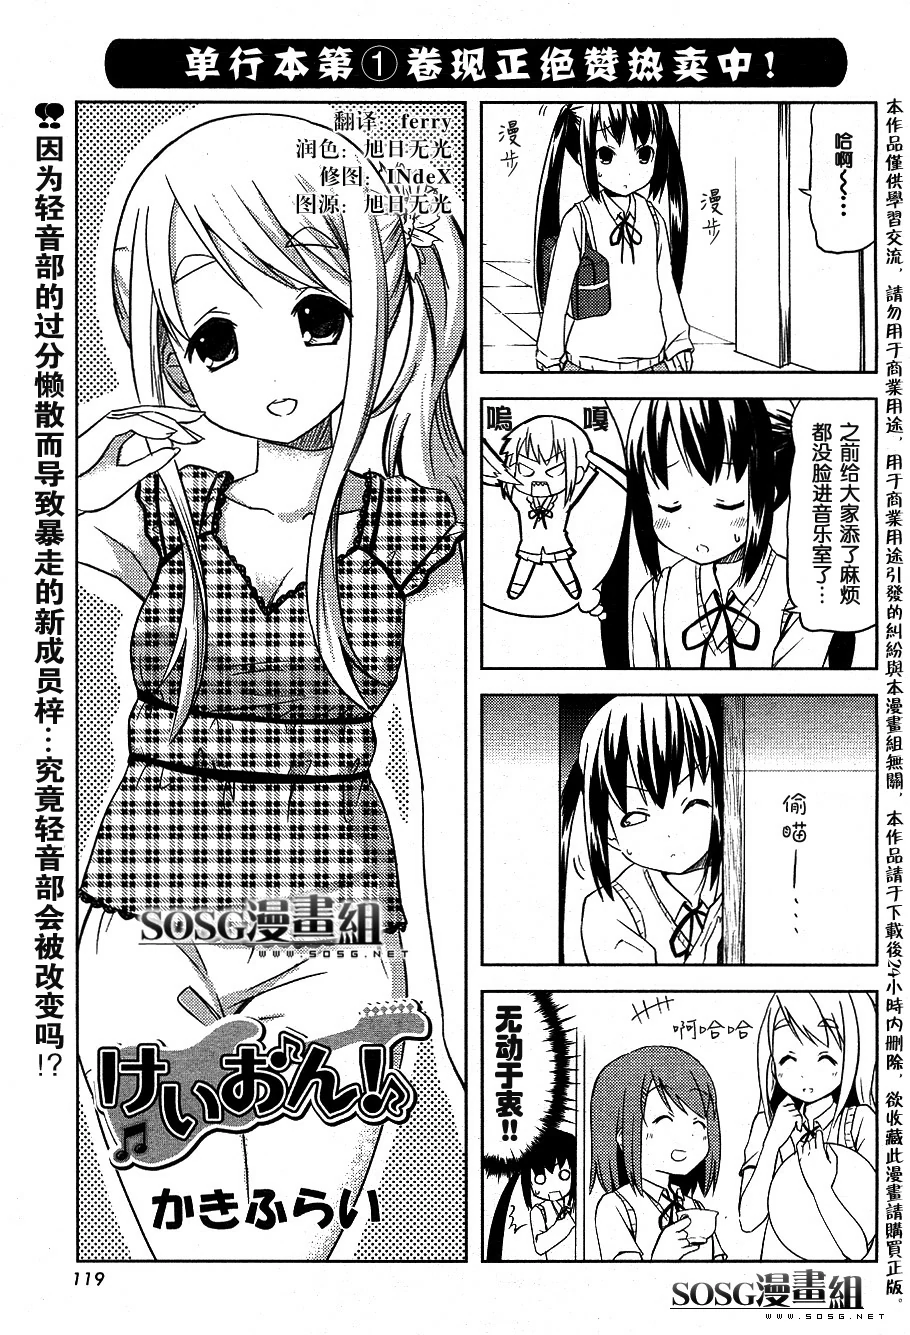 单行本第①卷现正绝赞热卖中!
翻译: ferry
润色: 旭日无光
修图: INdeX
图源: 旭日无光
哈啊～～……
漫步
漫步
之前给大家添了麻烦
都没脸进音乐室了…
嘎
嗚
偷瞄——…
啊哈哈
无动于衷!!
!!因为轻音部的过分懒散而导致暴走的新成员梓…究竟轻音部会被改变吗!?
SOSG漫畫組
WWW.SOSG.NET
けいおん!
かきふらい
119
SOSG漫畫組
www.SOSG.NET
本作品僅供學習交流，請勿用于商業用途，用于商業用途引發的糾紛與本漫畫組無關，本作品請于下載後24小時内删除，欲收藏此漫畫請購買正版。